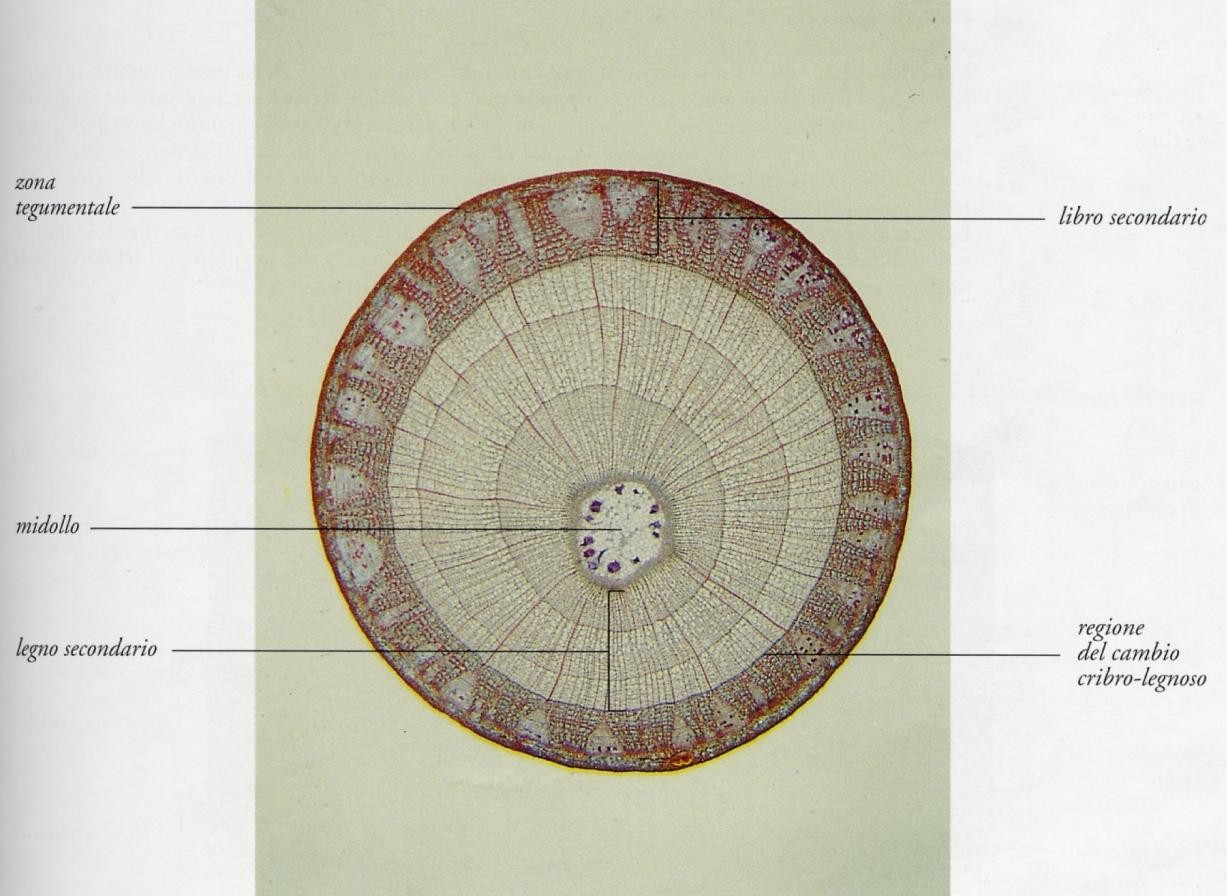 zona
tegumentale
libro secondario
midollo
legno secondario
regione
del cambio
cribro-legnoso